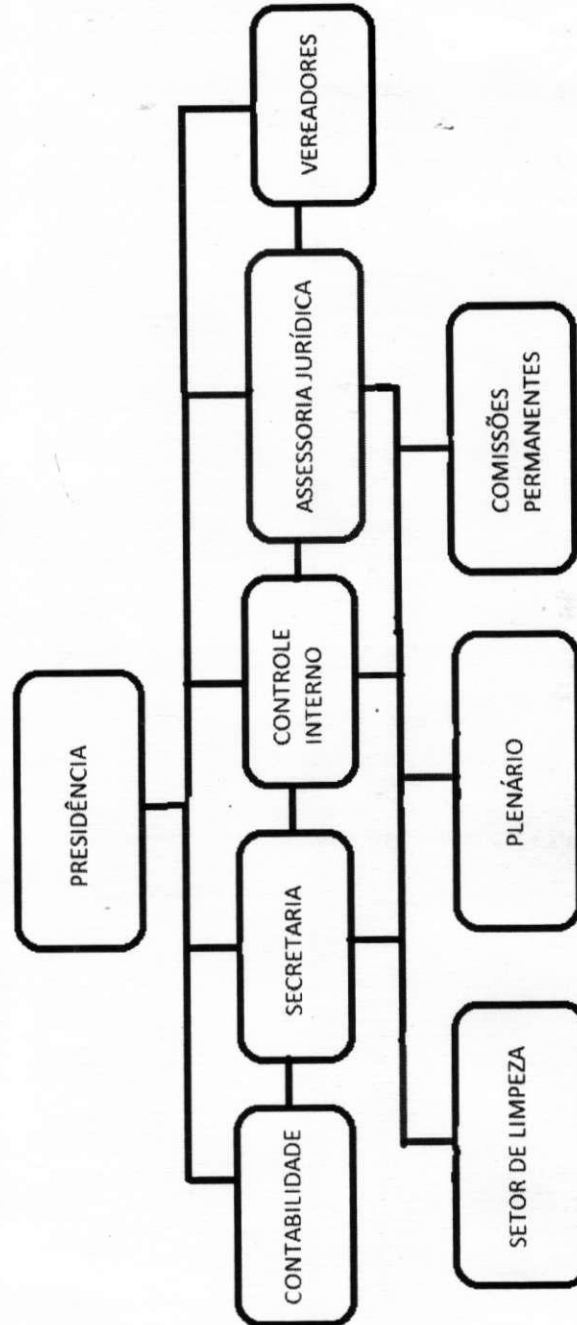 PRESIDÊNCIA
CONTABILIDADE
SECRETARIA
CONTROLE
INTERNO
ASSESSORIA JURÍDICA
VEREADORES
SETOR DE LIMPEZA
PLENÁRIO
COMISSÕES
PERMANENTES